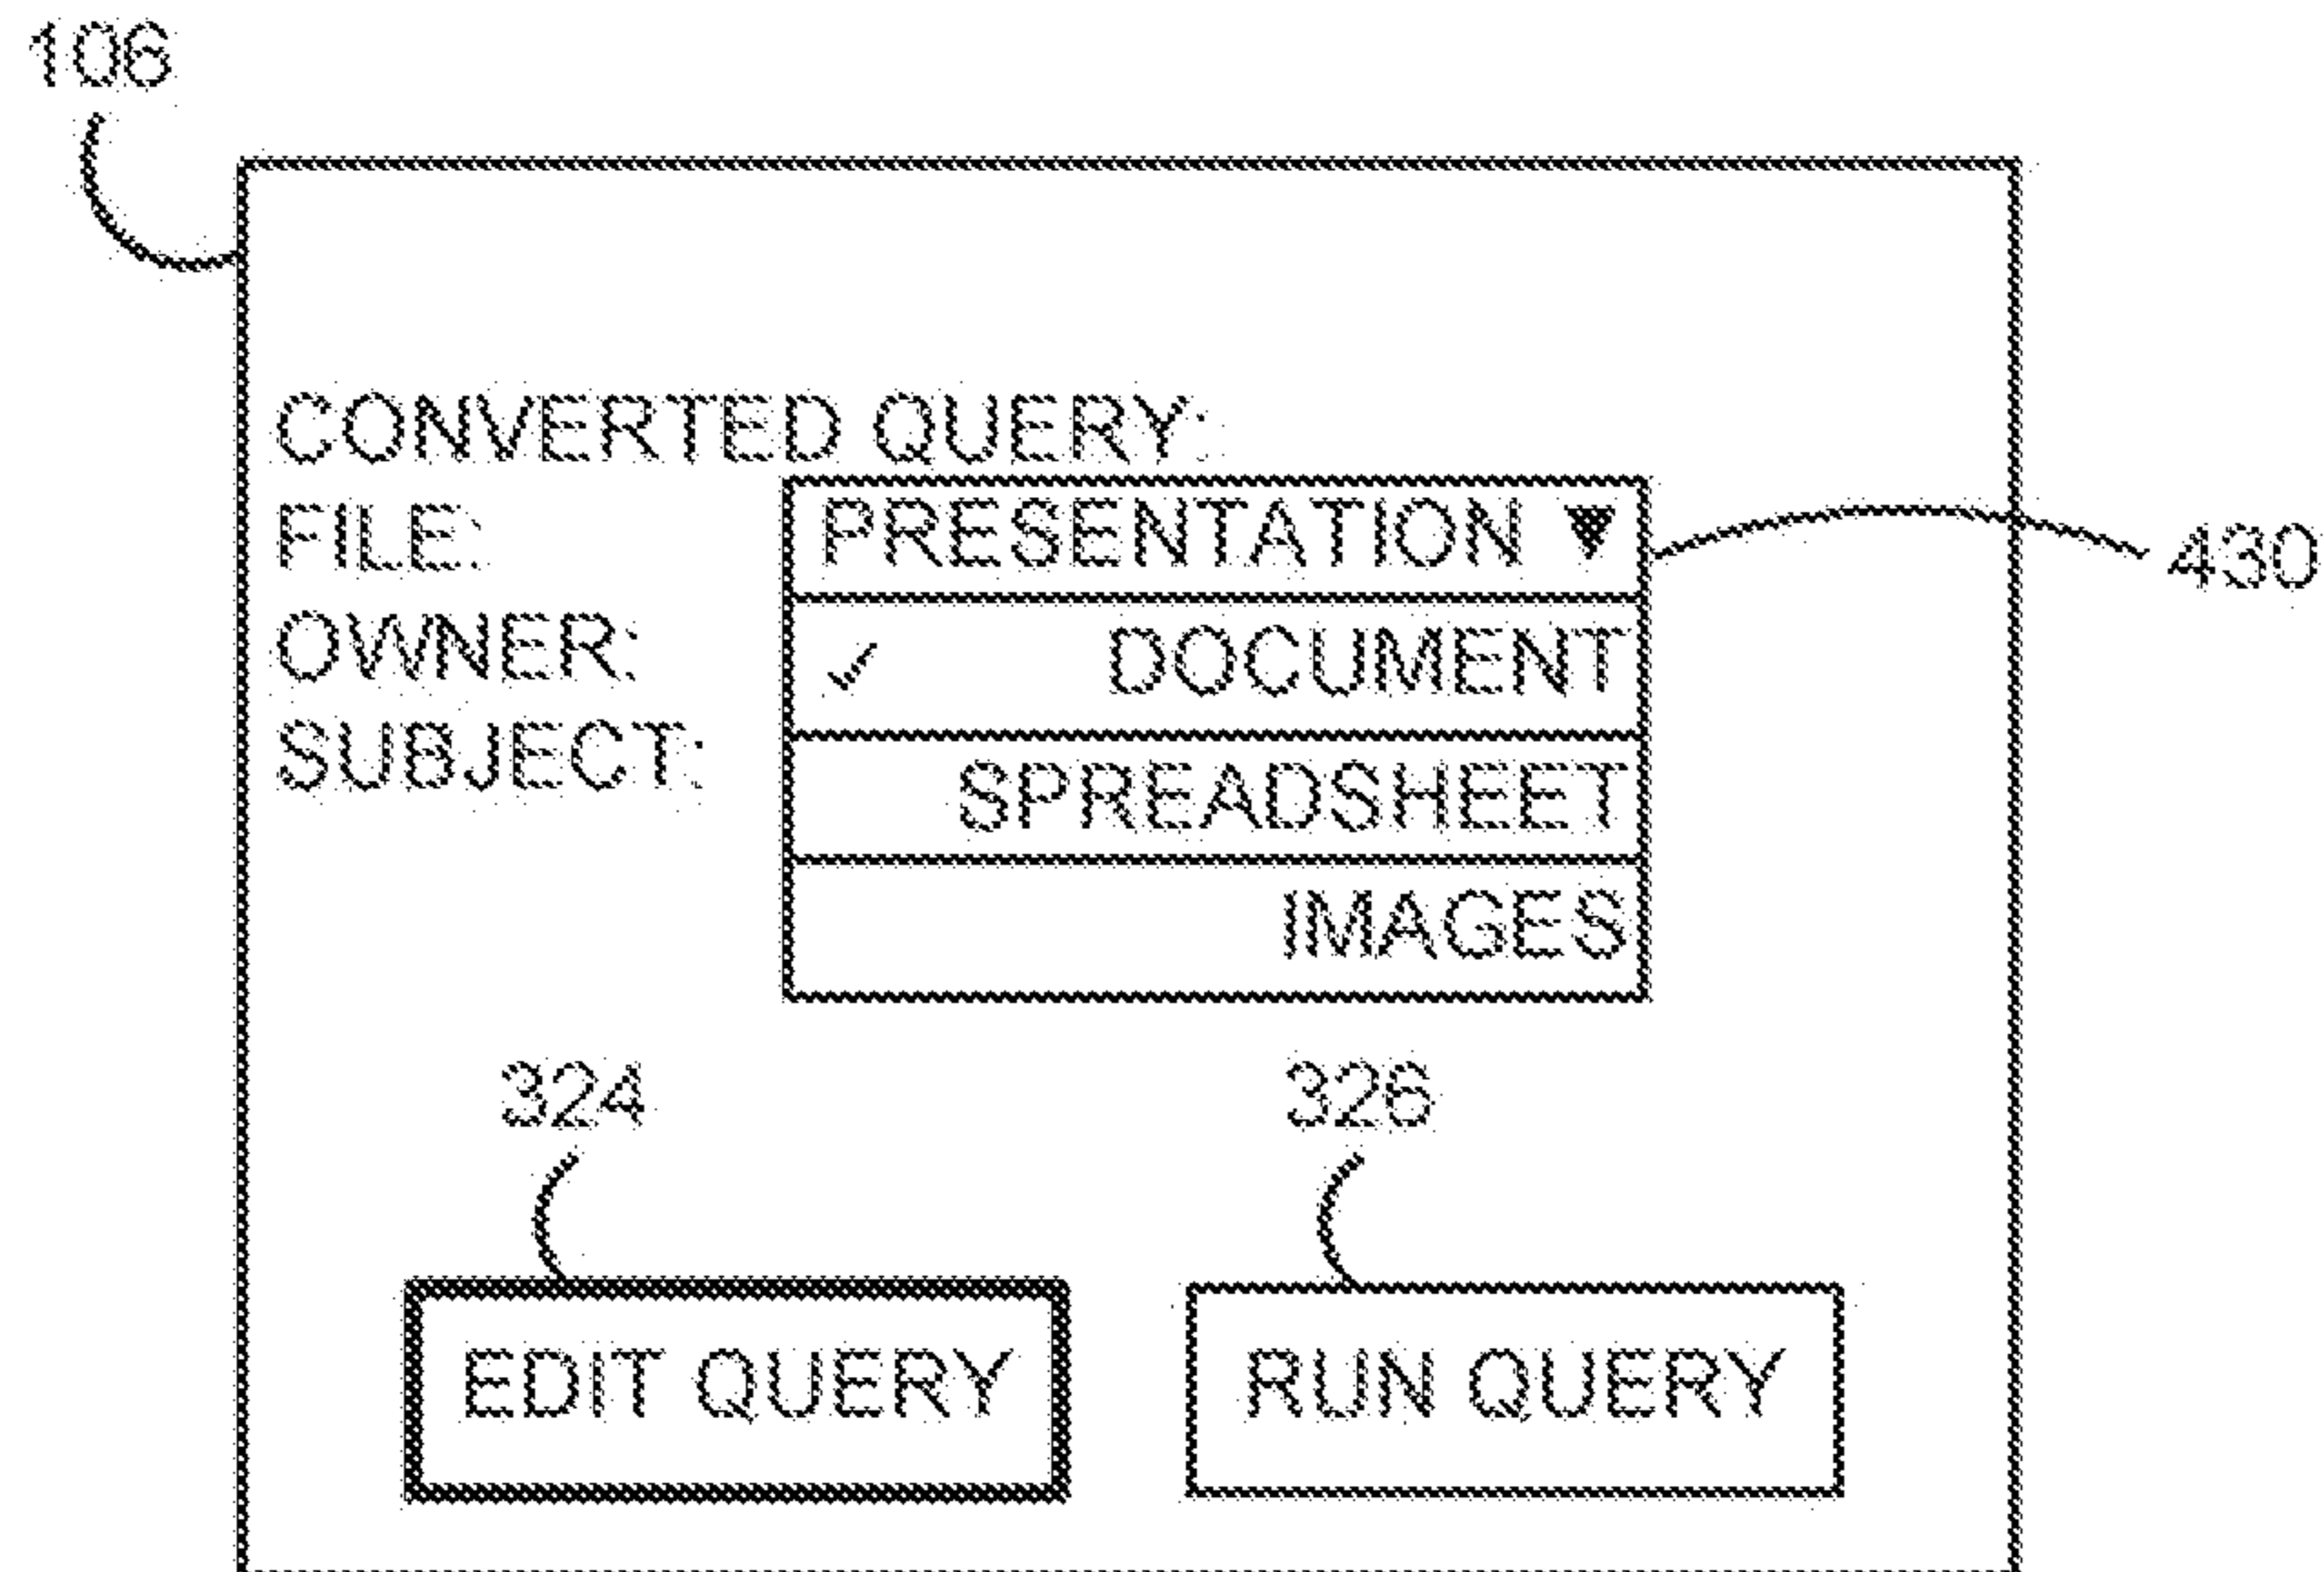 106
CONVERTED QUERY:
FILE: PRESENTATION ▼
430
OWNER: ✓ DOCUMENT
SUBJECT: SPREADSHEET
IMAGES
324 326
EDIT QUERY RUN QUERY